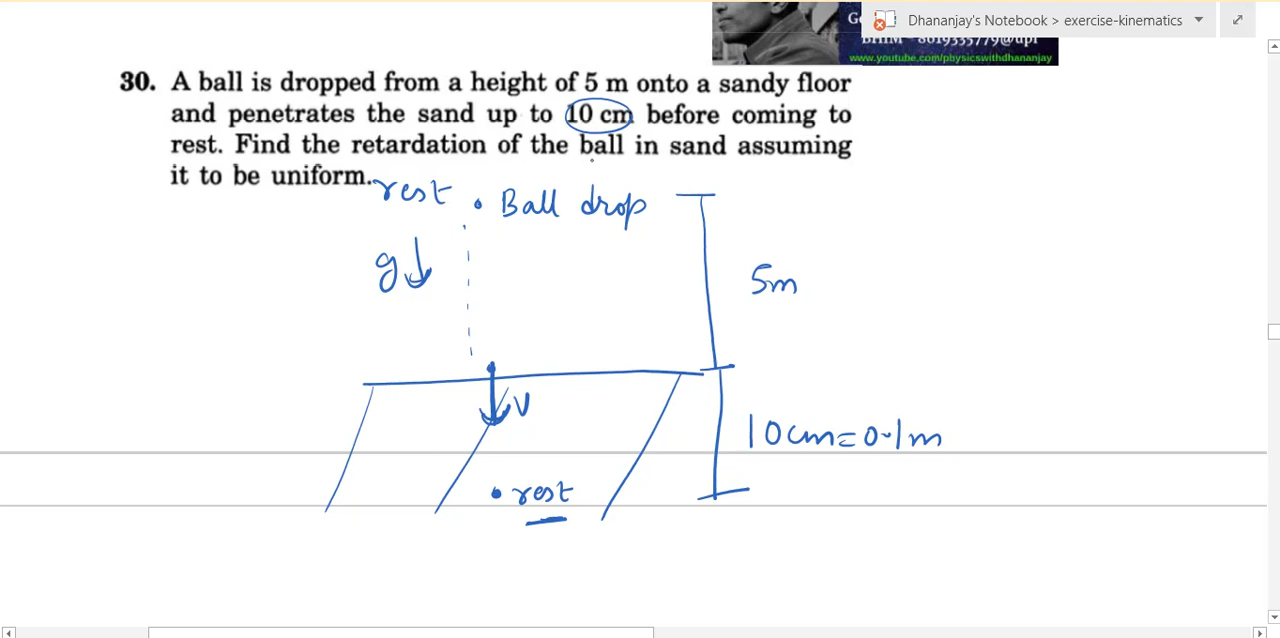 Dhananjay's Notebook > exercise-kinematics
www.youtube.com/physicswithdhananjay
30. A ball is dropped from a height of 5 m onto a sandy floor
and penetrates the sand up to 10 cm before coming to
rest. Find the retardation of the ball in sand assuming
it to be uniform.
rest . Ball drop
g↓
5m
v
10cm=0.1m
rest